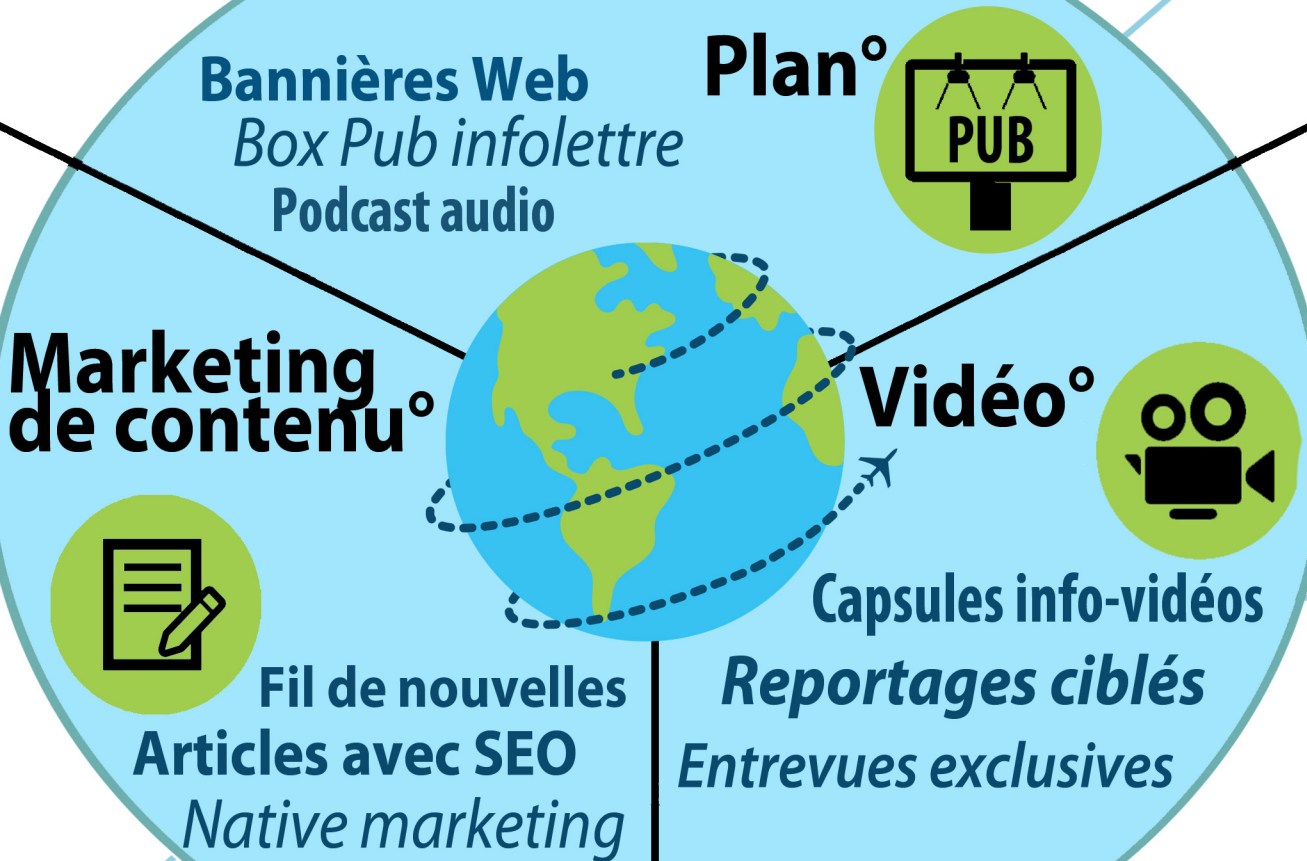 Plan°
PUB
Bannières Web
Box Pub infolettre
Podcast audio
Marketing
de contenu°
Fil de nouvelles
Articles avec SEO
Native marketing
Vidéo°
Capsules info-vidéos
Reportages ciblés
Entrevues exclusives